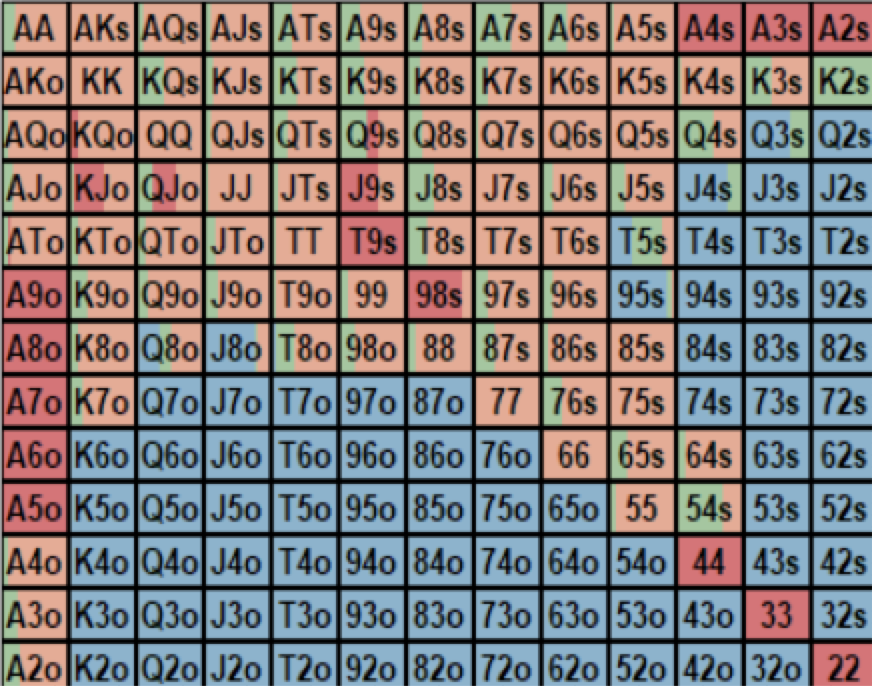 AA AKs AQs AJs ATs A9s A8s A7s A6s A5s A4s A3s A2s
AKo KK KQs KJs KTs K9s K8s K7s K6s K5s K4s K3s K2s
AQo KQo QQ QJs QTs Q9s Q8s Q7s Q6s Q5s Q4s Q3s Q2s
AJo KJo QJo JJ JTs J9s J8s J7s J6s J5s J4s J3s J2s
ATo KTo QTo JTo TT T9s T8s T7s T6s T5s T4s T3s T2s
A9o K9o Q9o J9o T9o 99 98s 97s 96s 95s 94s 93s 92s
A8o K8o Q8o J8o T8o 98o 88 87s 86s 85s 84s 83s 82s
A7o K7o Q7o J7o T7o 97o 87o 77 76s 75s 74s 73s 72s
A6o K6o Q6o J6o T6o 96o 86o 76o 66 65s 64s 63s 62s
A5o K5o Q5o J5o T5o 95o 85o 75o 65o 55 54s 53s 52s
A4o K4o Q4o J4o T4o 94o 84o 74o 64o 54o 44 43s 42s
A3o K3o Q3o J3o T3o 93o 83o 73o 63o 53o 43o 33 32s
A2o K2o Q2o J2o T2o 92o 82o 72o 62o 52o 42o 32o 22